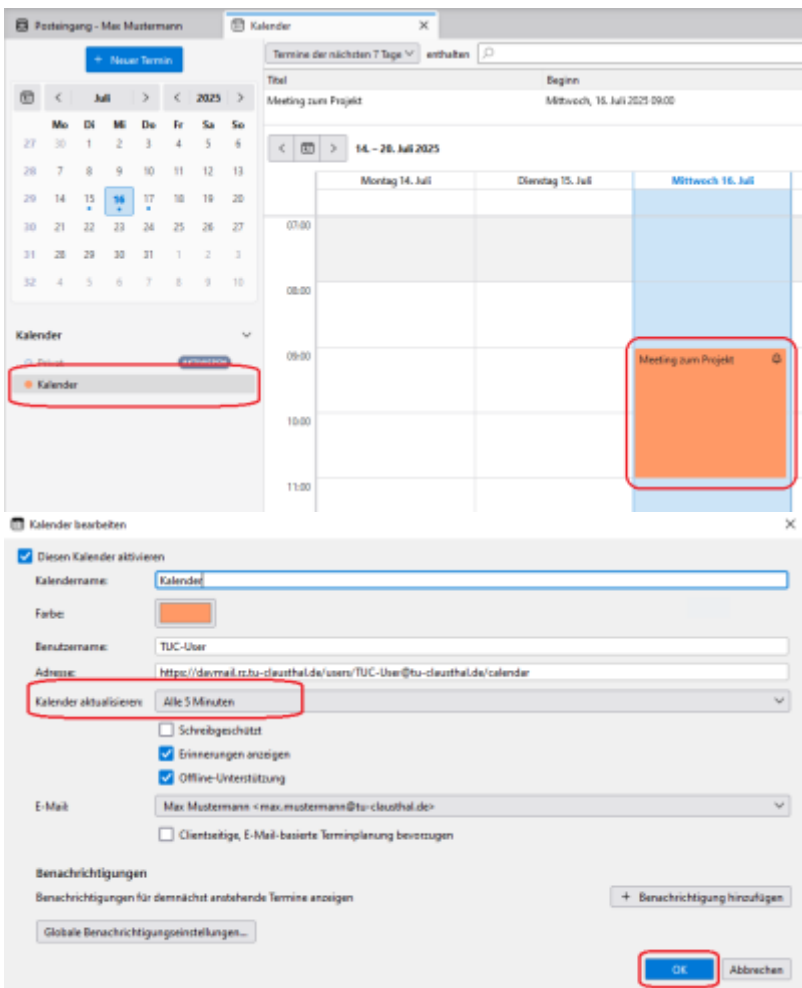 Posteingang - Max Mustermann
Kalender
+ Neuer Termin
Termine der nächsten 7 Tage enthalten
Titel Beginn
Meeting zum Projekt Mittwoch, 16. Juli 2025 09:00
Juli 2025
Mo Di Mi Do Fr Sa So
27 30 1 2 3 4 5 6
28 7 8 9 10 11 12 13
29 14 15 16 17 18 19 20
30 21 22 23 24 25 26 27
31 28 29 30 31 1 2 3
32 4 5 6 7 8 9 10
14. – 20. Juli 2025
Montag 14. Juli Dienstag 15. Juli Mittwoch 16. Juli
07:00
08:00
09:00
10:00
11:00
Meeting zum Projekt
Kalender
Privat
Kalender
Kalender bearbeiten
Diesen Kalender aktivieren
Kalendername: Kalender
Farbe:
Benutzername: TUC-User
Adresse: https://davmail.rz.tu-clausthal.de/users/TUC-User@tu-clausthal.de/calendar
Kalender aktualisieren: Alle 5 Minuten
Schreibgeschützt
Erinnerungen anzeigen
Offline-Unterstützung
E-Mail: Max Mustermann <max.mustermann@tu-clausthal.de>
Clientseitige, E-Mail-basierte Terminplanung bevorzugen
Benachrichtigungen
Benachrichtigungen für demnächst anstehende Termine anzeigen
+ Benachrichtigung hinzufügen
Globale Benachrichtigungseinstellungen...
OK Abbrechen